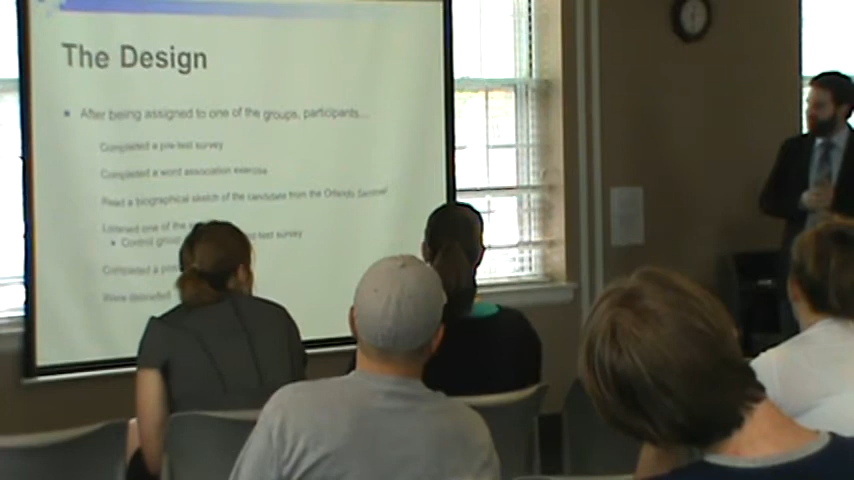 The Design
After being assigned to one of the groups, participants...
Completed a pre-test survey
Completed a word association exercise
Read a biographical sketch of the candidate from the Orlando Sentinel
Listened one of the
Control group test survey
Completed a
Were debriefed